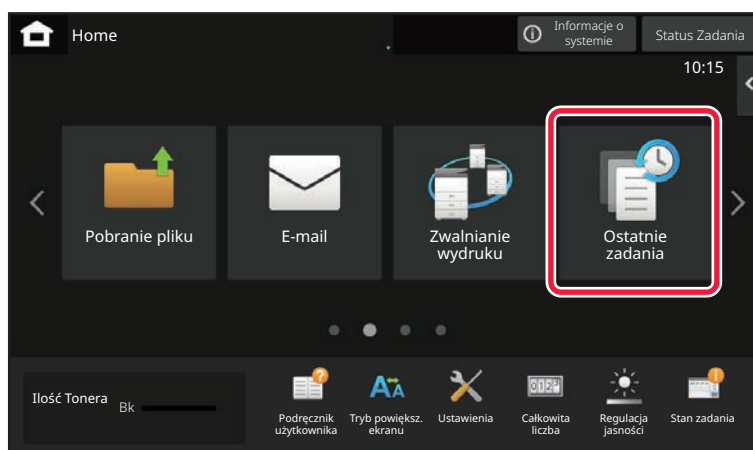 Home
Informacje o
systemie
Status Zadania
10:15
Pobranie pliku
E-mail
Zwalnianie
wydruku
Ostatnie
zadania
Ilość Tonera
Bk
Podręcznik
użytkownika
Tryb powiększ.
ekranu
Ustawienia
Całkowita
liczba
Regulacja
jasności
Stan zadania